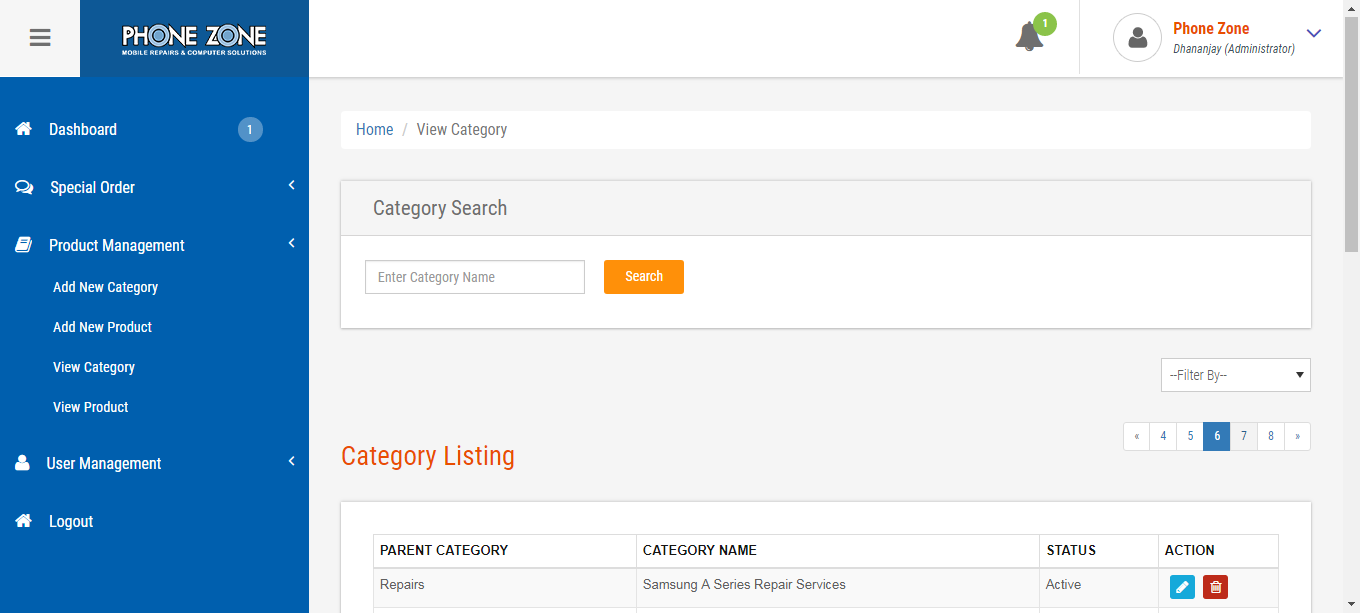 PHONE ZONE
MOBILE REPAIRS & COMPUTER SOLUTIONS
1
Phone Zone
Dhananjay (Administrator)
Dashboard
1
Special Order
Product Management
Add New Category
Add New Product
View Category
View Product
User Management
Logout
Home / View Category
Category Search
Enter Category Name
Search
--Filter By--
« 4 5 6 7 8 »
Category Listing
PARENT CATEGORY CATEGORY NAME STATUS ACTION
Repairs Samsung A Series Repair Services Active